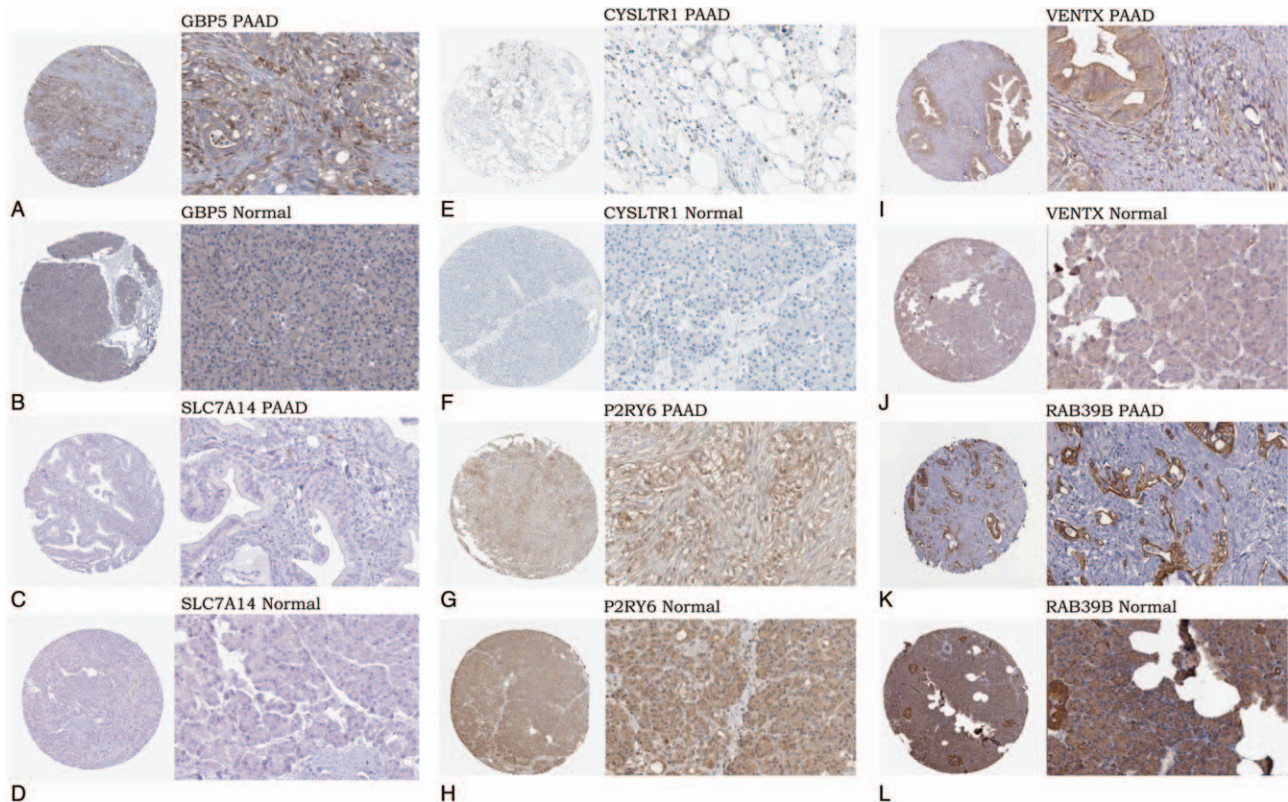 GBP5 PAAD
A
GBP5 Normal
B
SLC7A14 PAAD
C
SLC7A14 Normal
D
CYSLTR1 PAAD
E
CYSLTR1 Normal
F
P2RY6 PAAD
G
P2RY6 Normal
H
VENTX PAAD
I
VENTX Normal
J
RAB39B PAAD
K
RAB39B Normal
L